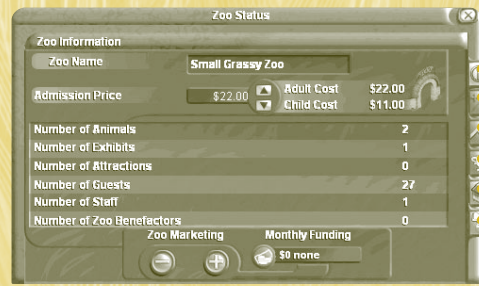 Zoo Status
Zoo Information
Zoo Name Small Grassy Zoo
Admission Price $22.00 Adult Cost $22.00
Child Cost $11.00
Number of Animals 2
Number of Exhibits 1
Number of Attractions 0
Number of Guests 27
Number of Staff 1
Number of Zoo Benefactors 0
Zoo Marketing Monthly Funding
$0 none